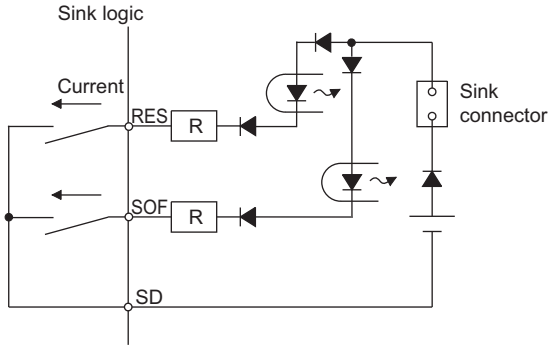 Sink logic
Current
RES
R
Sink
connector
SOF
R
SD